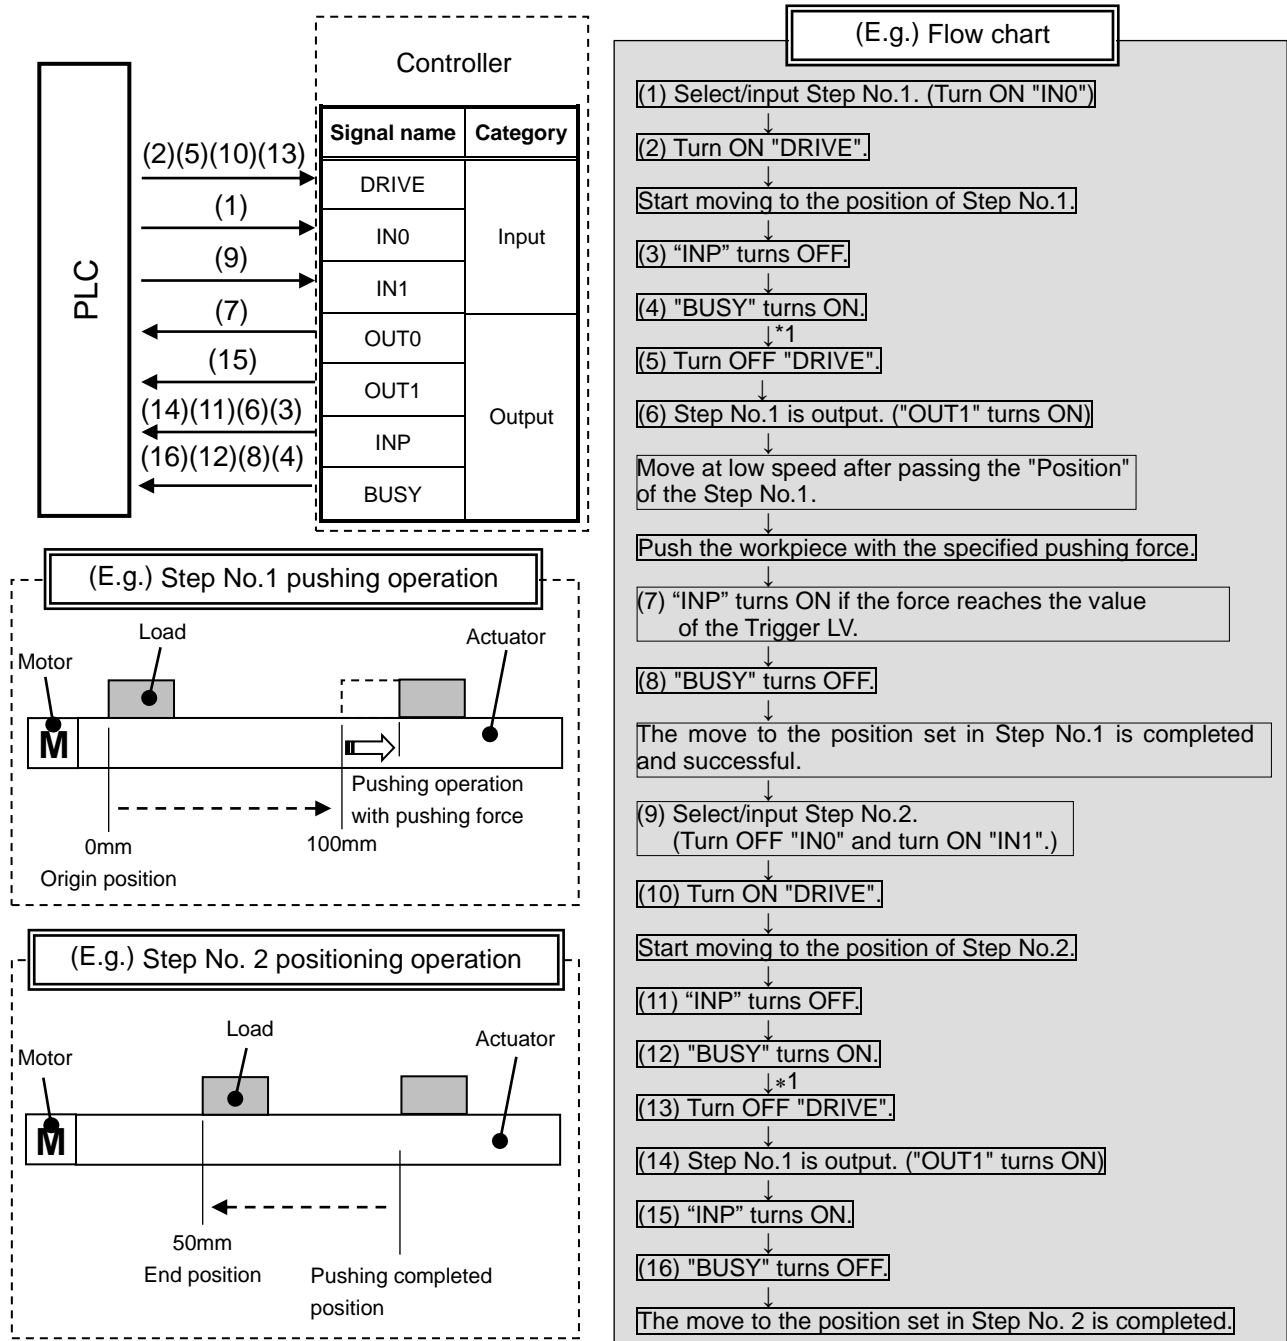 Controller
Signal name Category
DRIVE
IN0
IN1
Input
OUT0
OUT1
INP
BUSY
Output
PLC
(2)(5)(10)(13)
(1)
(9)
(7)
(15)
(14)(11)(6)(3)
(16)(12)(8)(4)
(E.g.) Step No.1 pushing operation
Load
Actuator
Motor
M
Pushing operation
with pushing force
0mm
100mm
Origin position
(E.g.) Step No. 2 positioning operation
Load
Actuator
Motor
M
50mm
End position
Pushing completed
position
(E.g.) Flow chart
(1) Select/input Step No.1. (Turn ON "IN0")
↓
(2) Turn ON "DRIVE".
↓
Start moving to the position of Step No.1.
↓
(3) “INP” turns OFF.
↓
(4) "BUSY" turns ON.
↓*1
(5) Turn OFF "DRIVE".
↓
(6) Step No.1 is output. ("OUT1" turns ON)
↓
Move at low speed after passing the "Position"
of the Step No.1.
↓
Push the workpiece with the specified pushing force.
↓
(7) “INP” turns ON if the force reaches the value
of the Trigger LV.
↓
(8) "BUSY" turns OFF.
↓
The move to the position set in Step No.1 is completed
and successful.
↓
(9) Select/input Step No.2.
(Turn OFF "IN0" and turn ON "IN1".)
↓
(10) Turn ON "DRIVE".
↓
Start moving to the position of Step No.2.
↓
(11) “INP” turns OFF.
↓
(12) "BUSY" turns ON.
↓*1
(13) Turn OFF "DRIVE".
↓
(14) Step No.1 is output. ("OUT1" turns ON)
↓
(15) “INP” turns ON.
↓
(16) "BUSY" turns OFF.
↓
The move to the position set in Step No. 2 is completed.